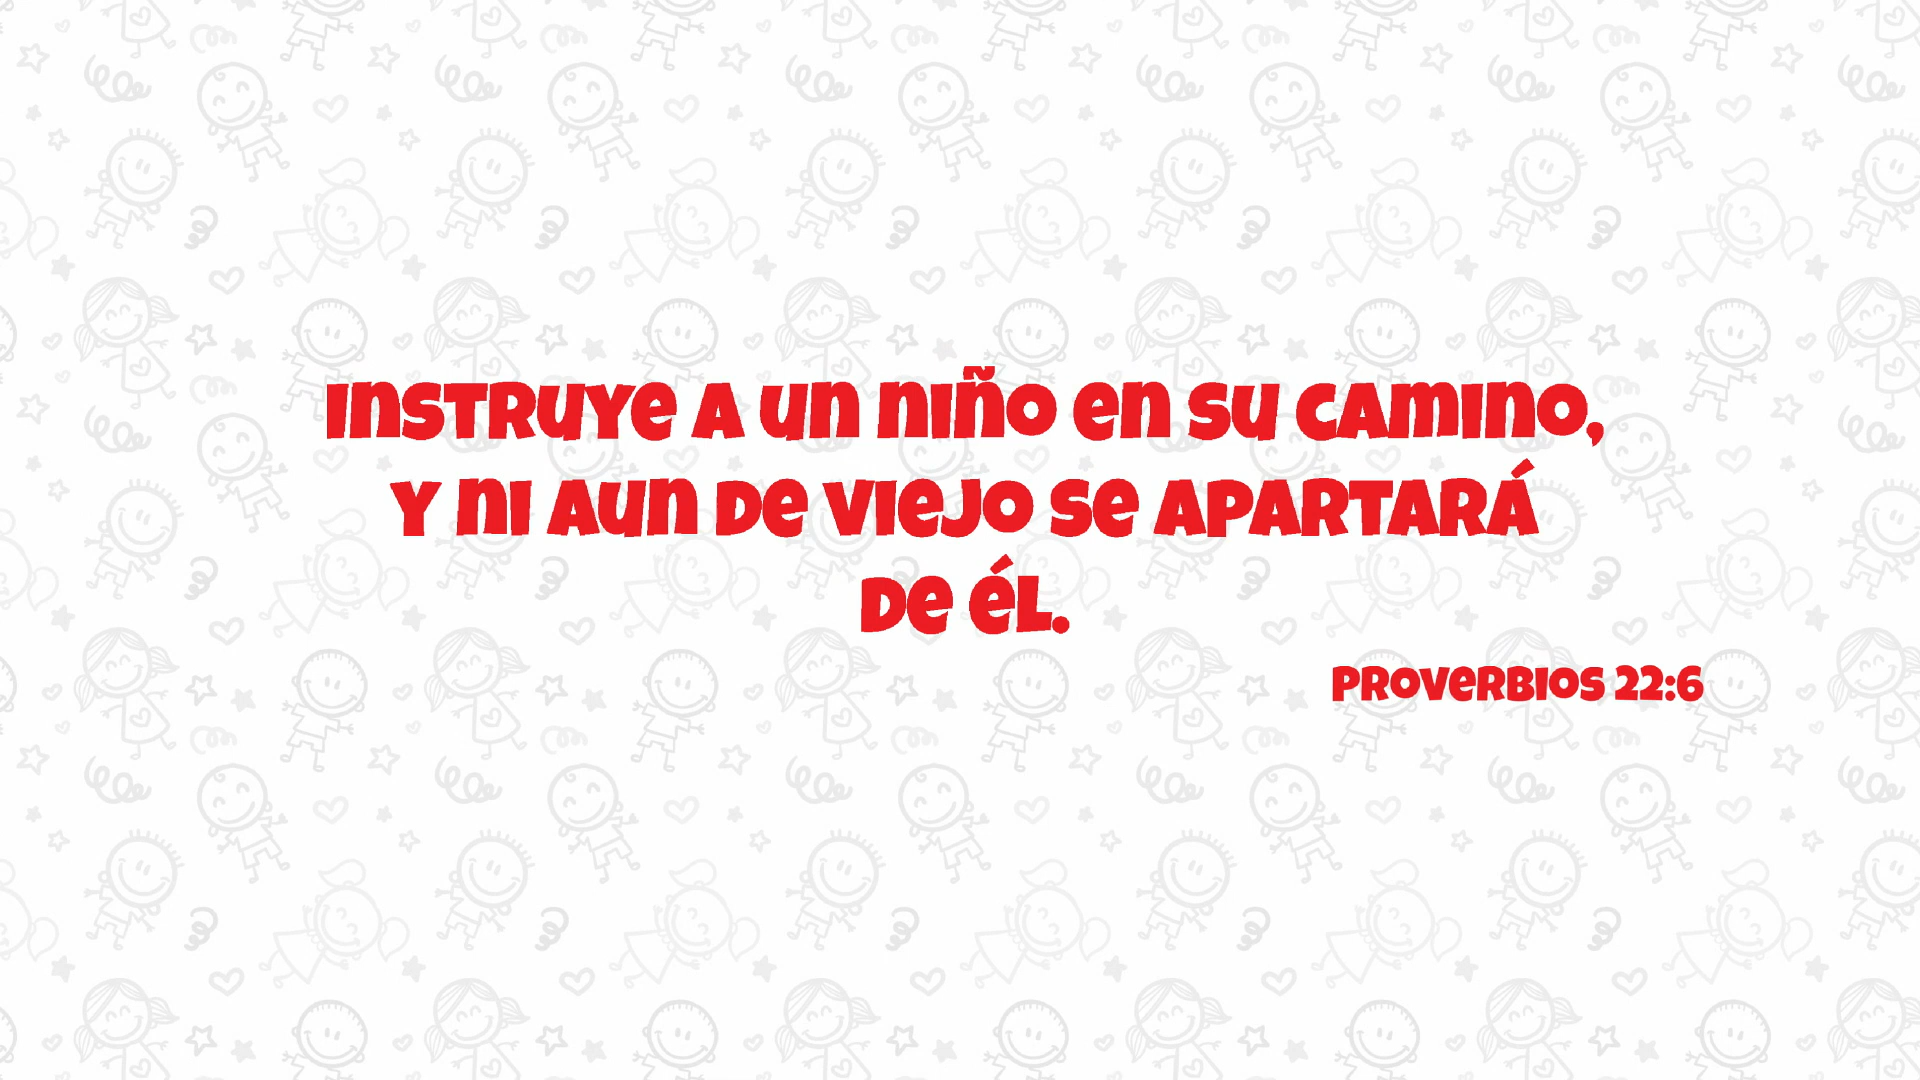 Instruye a un niño en su camino,
y ni aun de viejo se apartará
de él.
Proverbios 22:6